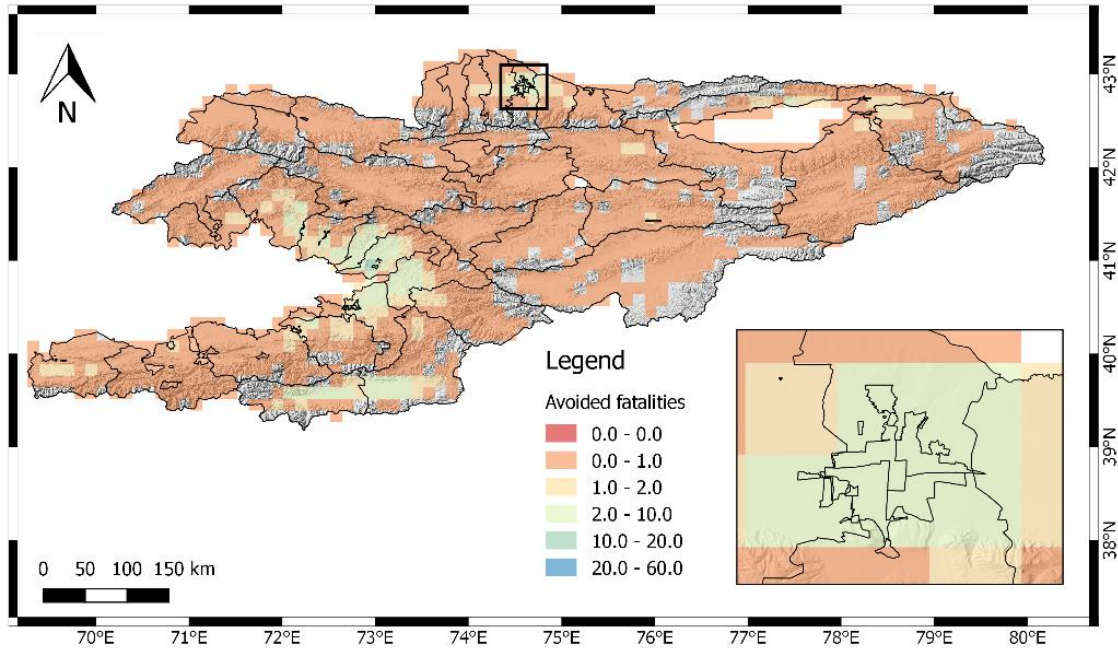 N
43°N
42°N
41°N
40°N
39°N
38°N
Legend
Avoided fatalities
0.0 - 0.0
0.0 - 1.0
1.0 - 2.0
2.0 - 10.0
10.0 - 20.0
20.0 - 60.0
0 50 100 150 km
70°E 71°E 72°E 73°E 74°E 75°E 76°E 77°E 78°E 79°E 80°E